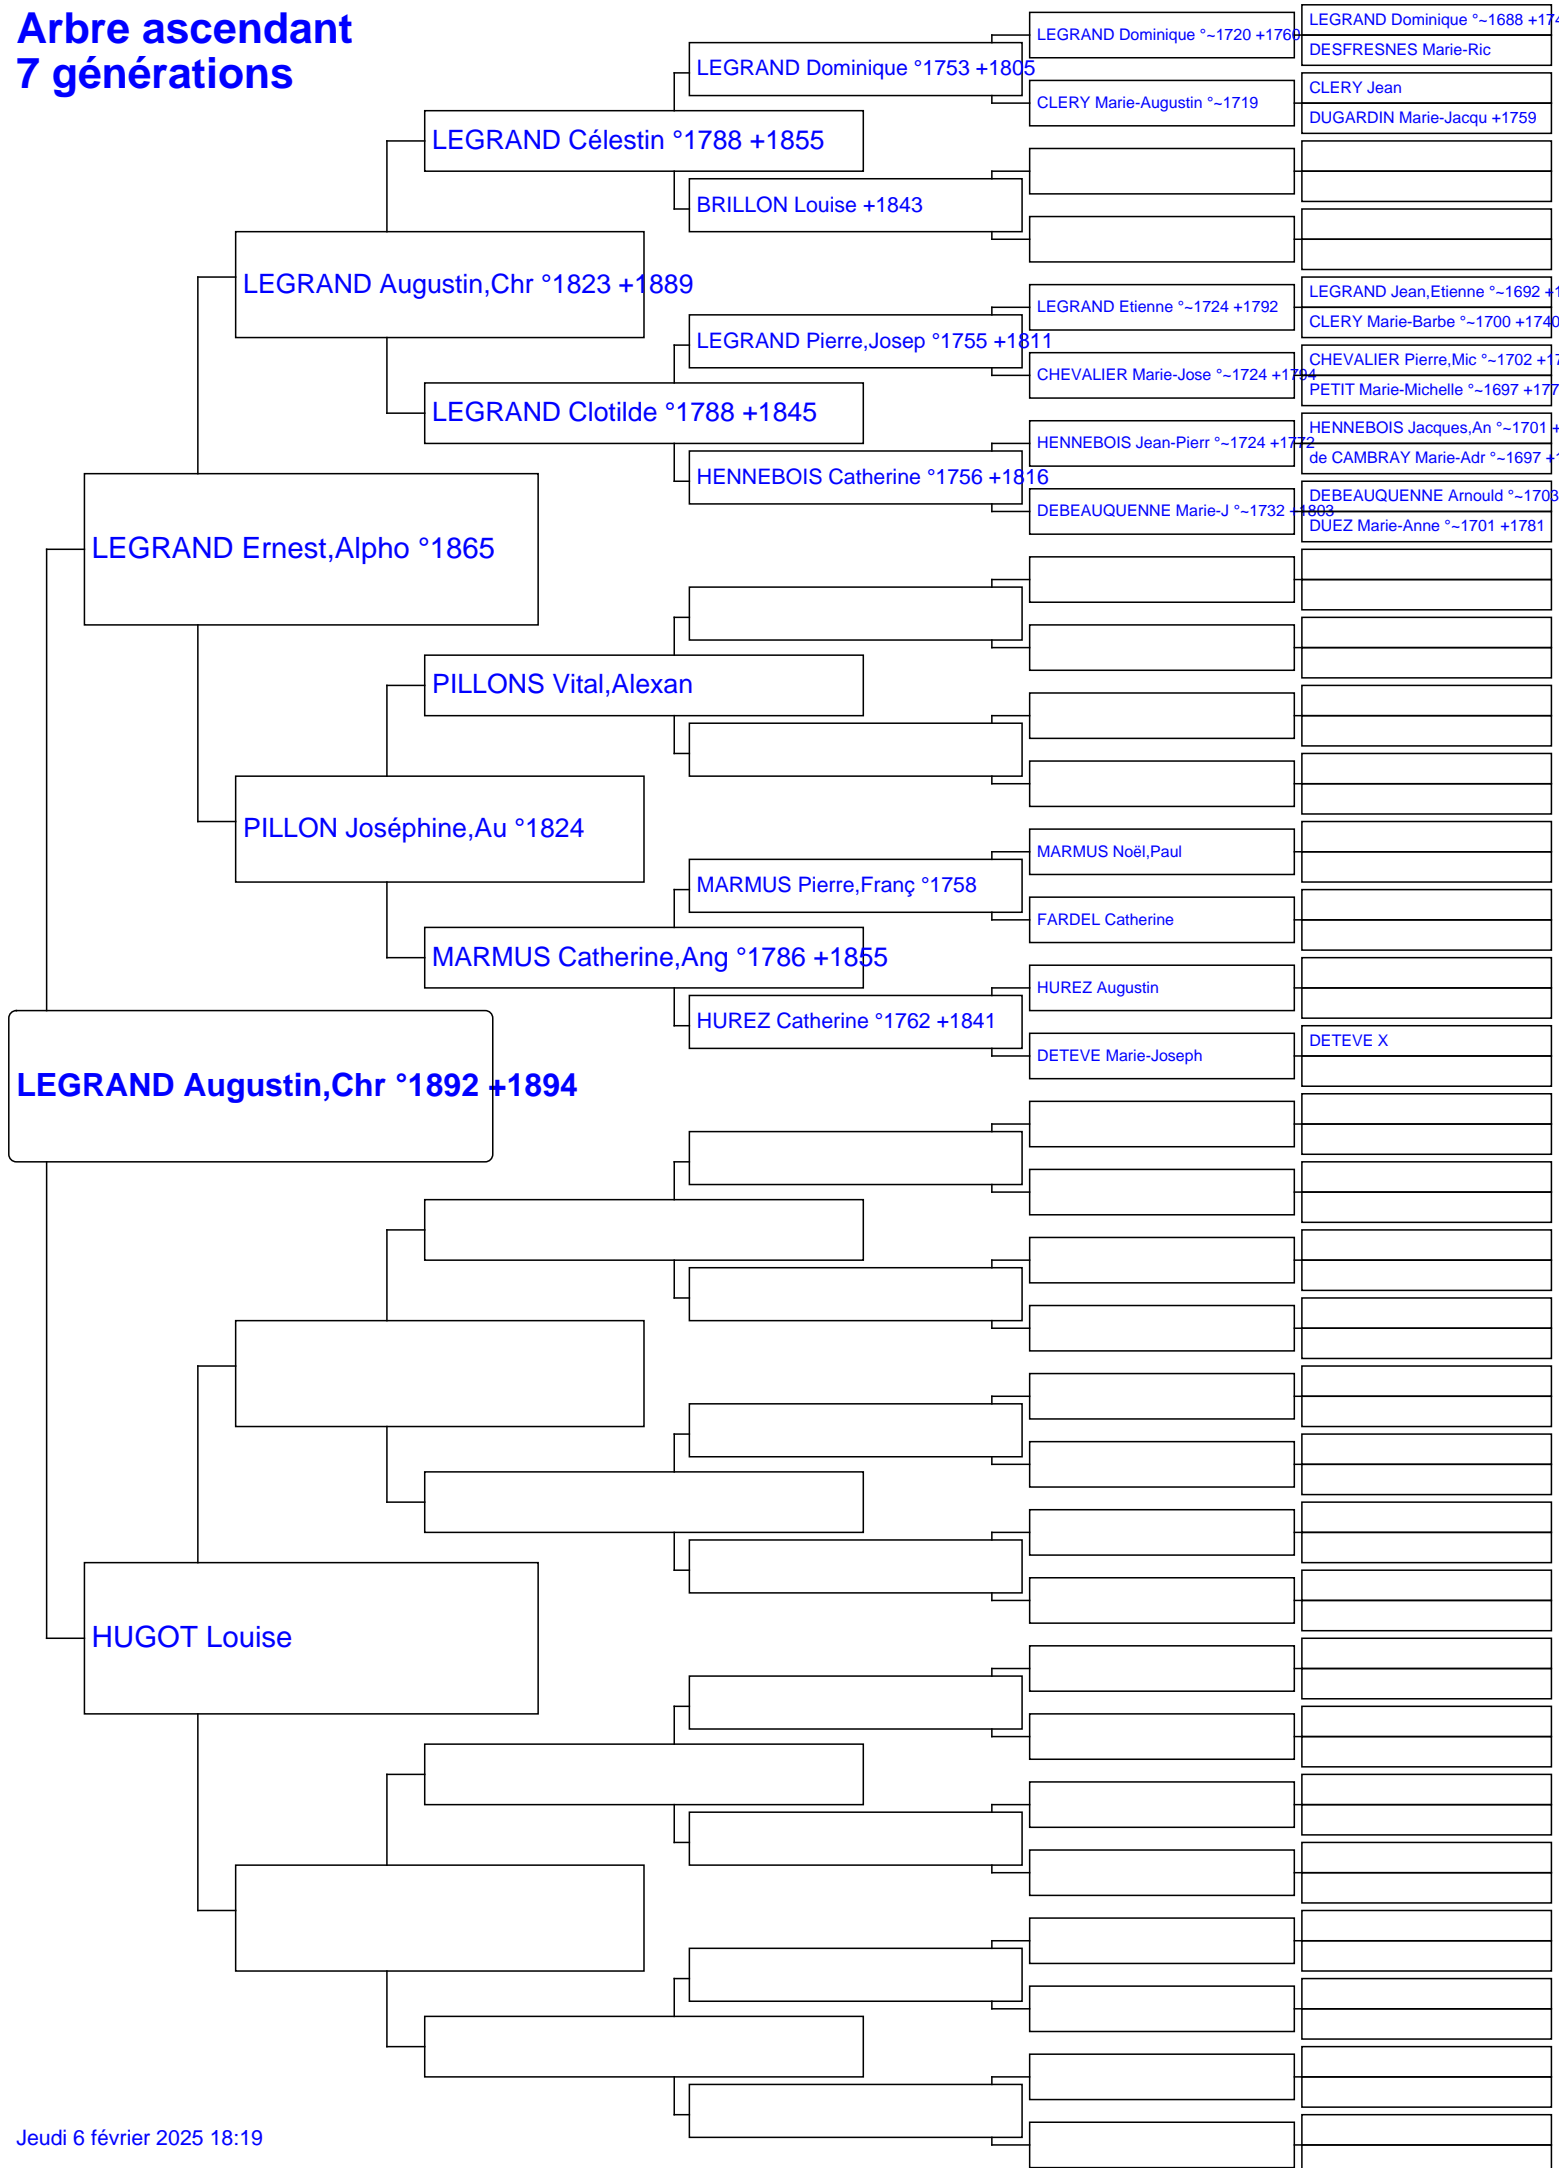 Arbre ascendant
7 générations
LEGRAND Dominique °~1688 +174
LEGRAND Dominique °~1720 +1760
DESFRESNES Marie-Ric
LEGRAND Dominique °1753 +1805
CLERY Jean
CLERY Marie-Augustin °~1719
DUGARDIN Marie-Jacqu +1759
LEGRAND Célestin °1788 +1855
BRILLON Louise +1843
LEGRAND Augustin,Chr °1823 +1889
LEGRAND Jean,Etienne °~1692 +1
LEGRAND Etienne °~1724 +1792
CLERY Marie-Barbe °~1700 +1740
LEGRAND Pierre,Josep °1755 +1811
CHEVALIER Pierre,Mic °~1702 +17
CHEVALIER Marie-Jose °~1724 +1794
PETIT Marie-Michelle °~1697 +177
LEGRAND Clotilde °1788 +1845
HENNEBOIS Jacques,An °~1701 +
HENNEBOIS Jean-Pierr °~1724 +1772
de CAMBRAY Marie-Adr °~1697 +1
HENNEBOIS Catherine °1756 +1816
DEBEAUQUENNE Arnould °~1703
DEBEAUQUENNE Marie-J °~1732 +1803
DUEZ Marie-Anne °~1701 +1781
LEGRAND Ernest,Alpho °1865
PILLONS Vital,Alexan
PILLON Joséphine,Au °1824
MARMUS Noël,Paul
MARMUS Pierre,Franç °1758
FARDEL Catherine
MARMUS Catherine,Ang °1786 +1855
HUREZ Augustin
HUREZ Catherine °1762 +1841
DETEVE X
DETEVE Marie-Joseph
LEGRAND Augustin,Chr °1892 +1894
HUGOT Louise
Jeudi 6 février 2025 18:19